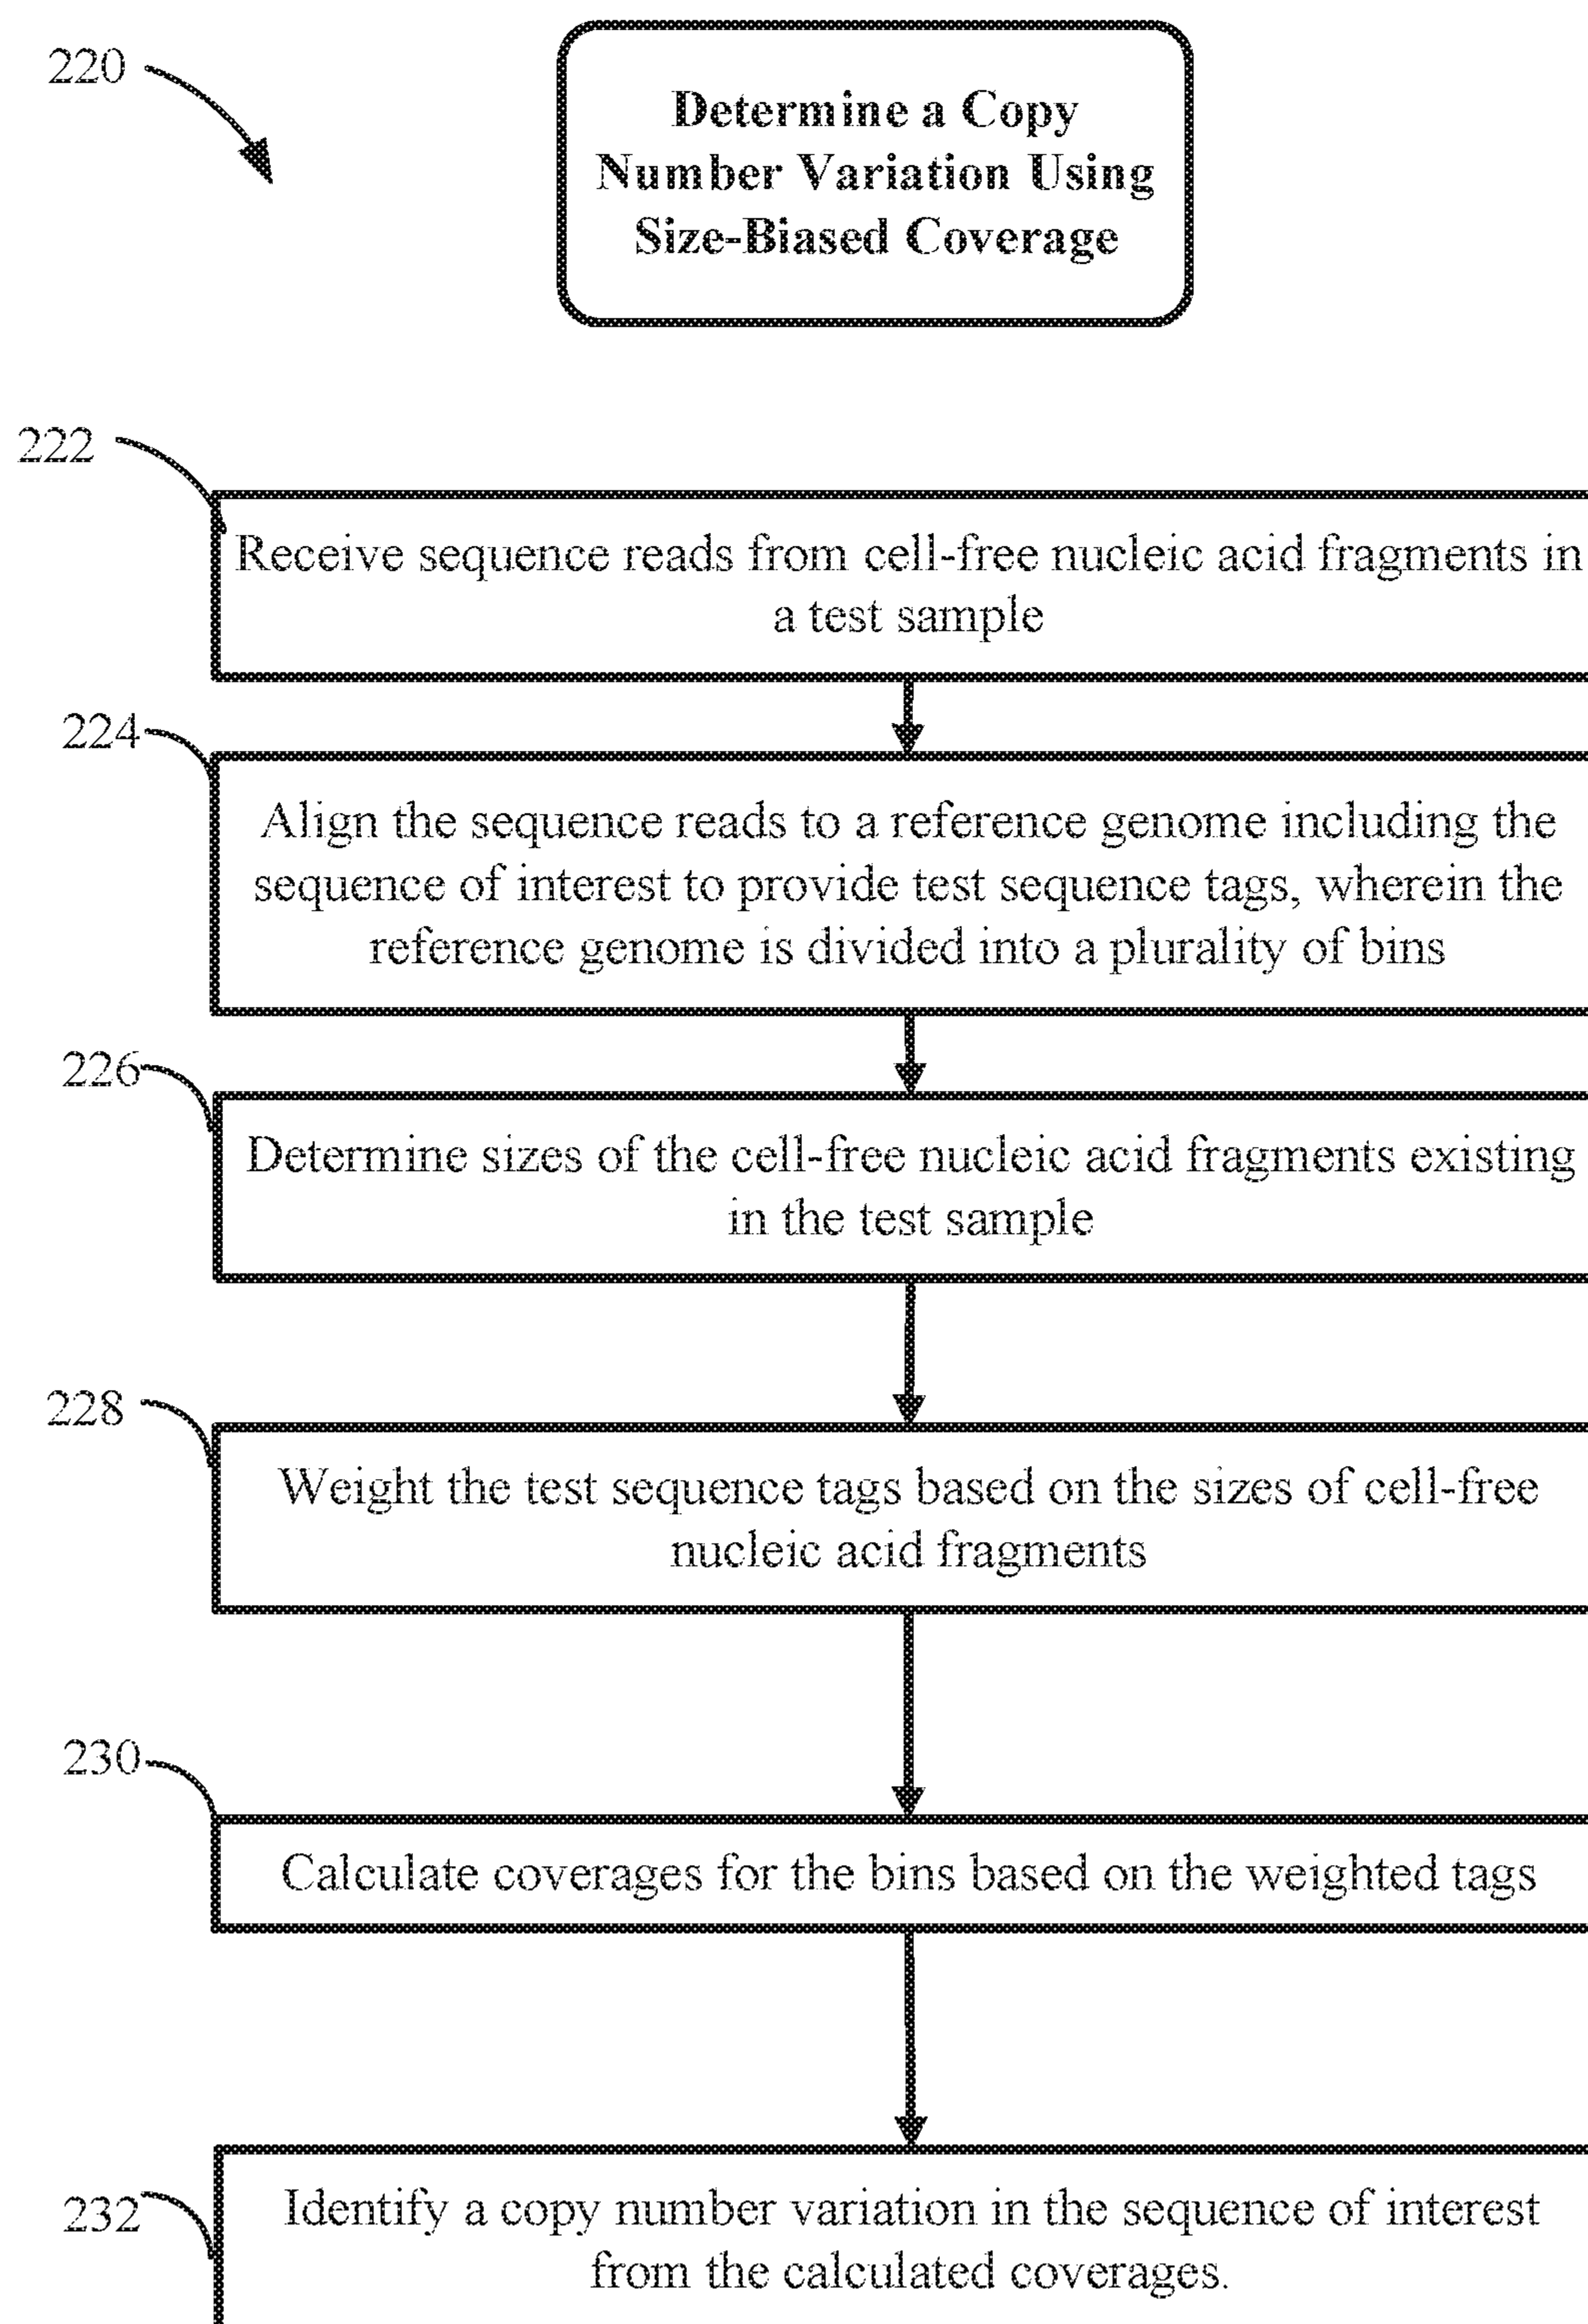 220
Determine a Copy
Number Variation Using
Size-Biased Coverage
222
Receive sequence reads from cell-free nucleic acid fragments in
a test sample
224
Align the sequence reads to a reference genome including the
sequence of interest to provide test sequence tags, wherein the
reference genome is divided into a plurality of bins
226
Determine sizes of the cell-free nucleic acid fragments existing
in the test sample
228
Weight the test sequence tags based on the sizes of cell-free
nucleic acid fragments
230
Calculate coverages for the bins based on the weighted tags
232
Identify a copy number variation in the sequence of interest
from the calculated coverages.